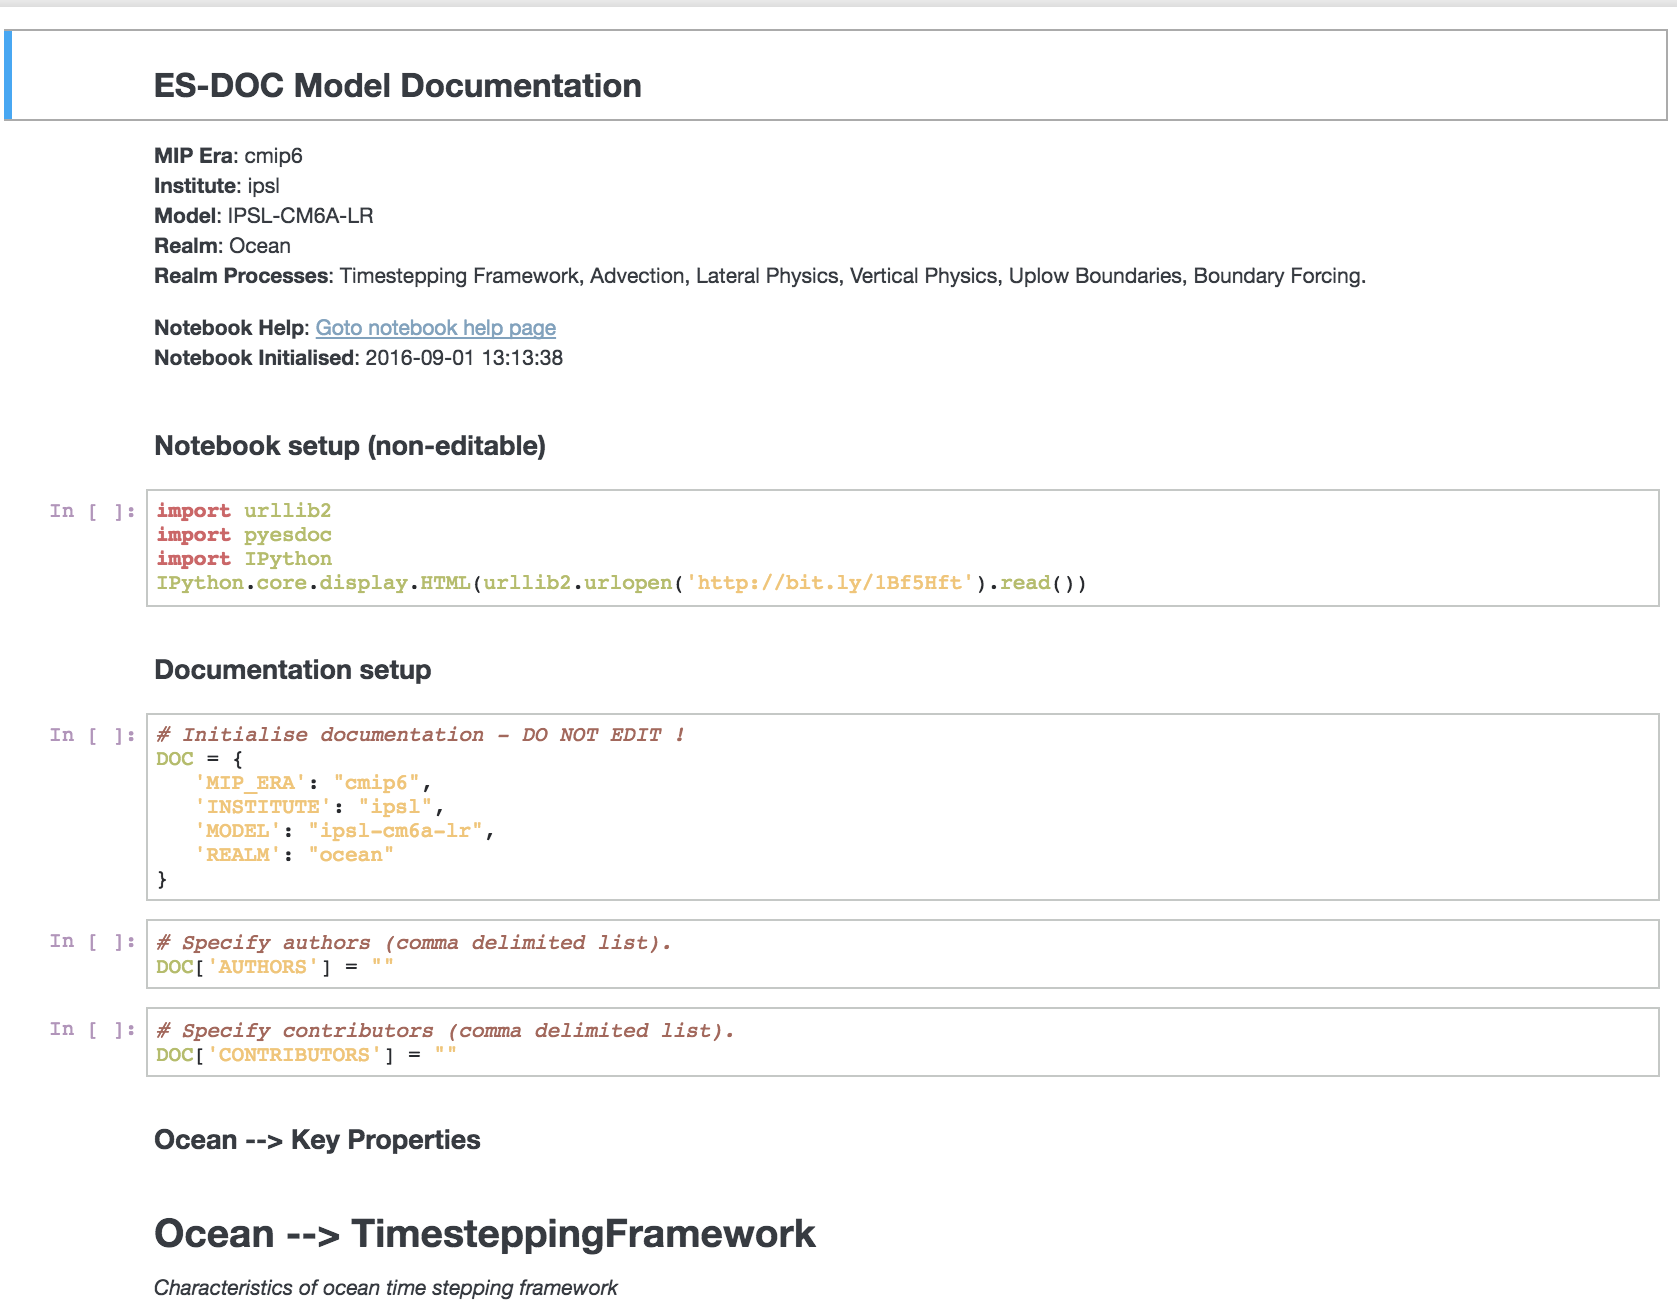 ES-DOC Model Documentation
MIP Era: cmip6
Institute: ipsl
Model: IPSL-CM6A-LR
Realm: Ocean
Realm Processes: Timestepping Framework, Advection, Lateral Physics, Vertical Physics, Uplow Boundaries, Boundary Forcing.
Notebook Help: Goto notebook help page
Notebook Initialised: 2016-09-01 13:13:38
Notebook setup (non-editable)
In [ ]: import urllib2
import pyesdoc
import IPython
IPython.core.display.HTML(urllib2.urlopen('http://bit.ly/1Bf5Hft').read())
Documentation setup
In [ ]: # Initialise documentation - DO NOT EDIT !
DOC = {
'MIP_ERA': "cmip6",
'INSTITUTE': "ipsl",
'MODEL': "ipsl-cm6a-lr",
'REALM': "ocean"
}
In [ ]: # Specify authors (comma delimited list).
DOC['AUTHORS'] = ""
In [ ]: # Specify contributors (comma delimited list).
DOC['CONTRIBUTORS'] = ""
Ocean --> Key Properties
Ocean --> TimesteppingFramework
Characteristics of ocean time stepping framework